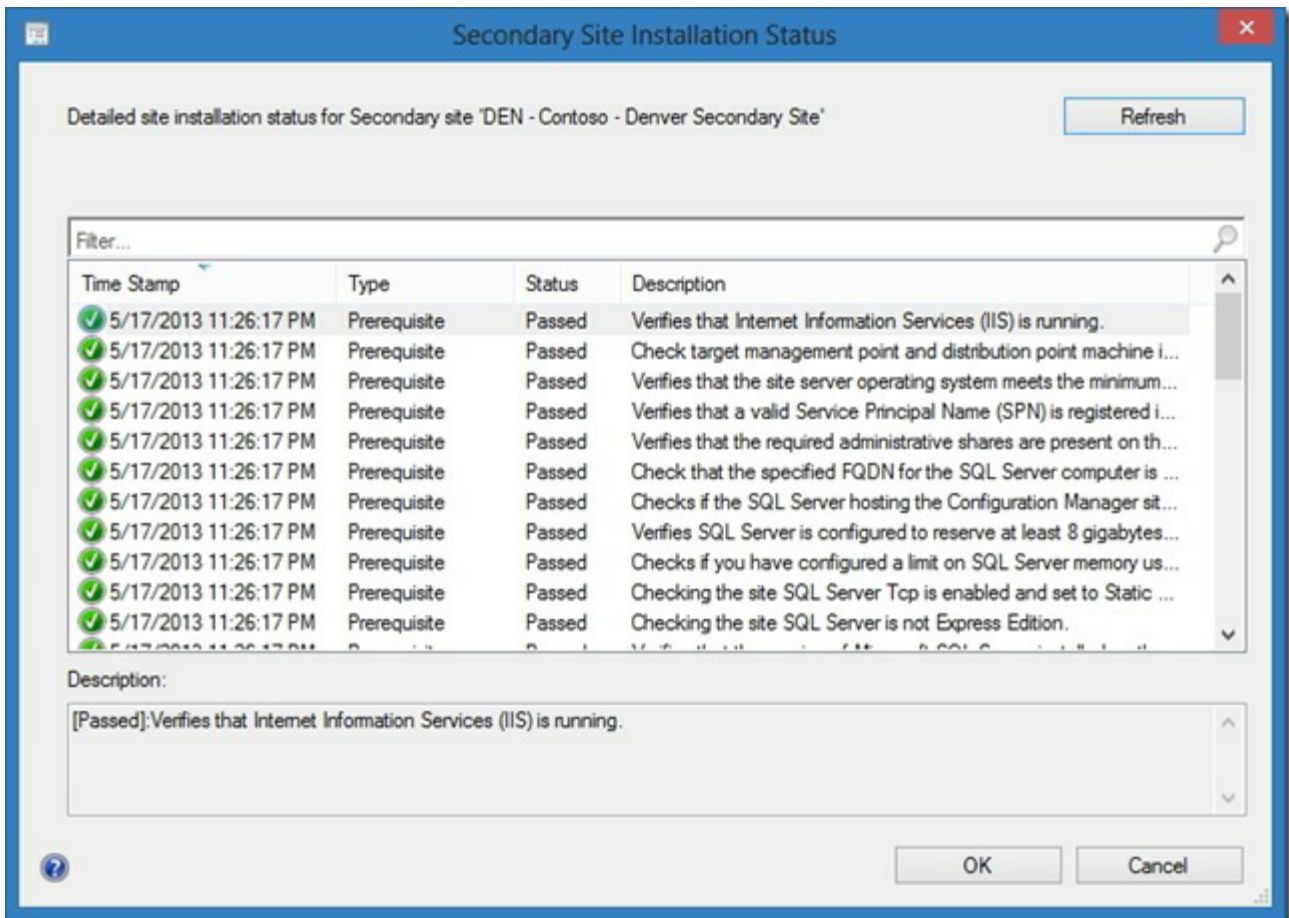 Secondary Site Installation Status
Detailed site installation status for Secondary site 'DEN - Contoso - Denver Secondary Site'
Refresh
Filter...
Time Stamp Type Status Description
5/17/2013 11:26:17 PM Prerequisite Passed Verifies that Internet Information Services (IIS) is running.
5/17/2013 11:26:17 PM Prerequisite Passed Check target management point and distribution point machine i...
5/17/2013 11:26:17 PM Prerequisite Passed Verifies that the site server operating system meets the minimum...
5/17/2013 11:26:17 PM Prerequisite Passed Verifies that a valid Service Principal Name (SPN) is registered i...
5/17/2013 11:26:17 PM Prerequisite Passed Verifies that the required administrative shares are present on th...
5/17/2013 11:26:17 PM Prerequisite Passed Check that the specified FQDN for the SQL Server computer is ...
5/17/2013 11:26:17 PM Prerequisite Passed Checks if the SQL Server hosting the Configuration Manager sit...
5/17/2013 11:26:17 PM Prerequisite Passed Verifies SQL Server is configured to reserve at least 8 gigabytes...
5/17/2013 11:26:17 PM Prerequisite Passed Checks if you have configured a limit on SQL Server memory us...
5/17/2013 11:26:17 PM Prerequisite Passed Checking the site SQL Server Tcp is enabled and set to Static ...
5/17/2013 11:26:17 PM Prerequisite Passed Checking the site SQL Server is not Express Edition.
Description:
[Passed]:Verifies that Internet Information Services (IIS) is running.
OK Cancel